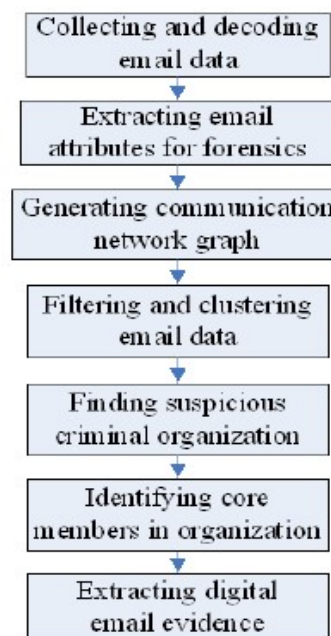 Collecting and decoding
email data
Extracting email
attributes for forensics
Generating communication
network graph
Filtering and clustering
email data
Finding suspicious
criminal organization
Identifying core
members in organization
Extracting digital
email evidence